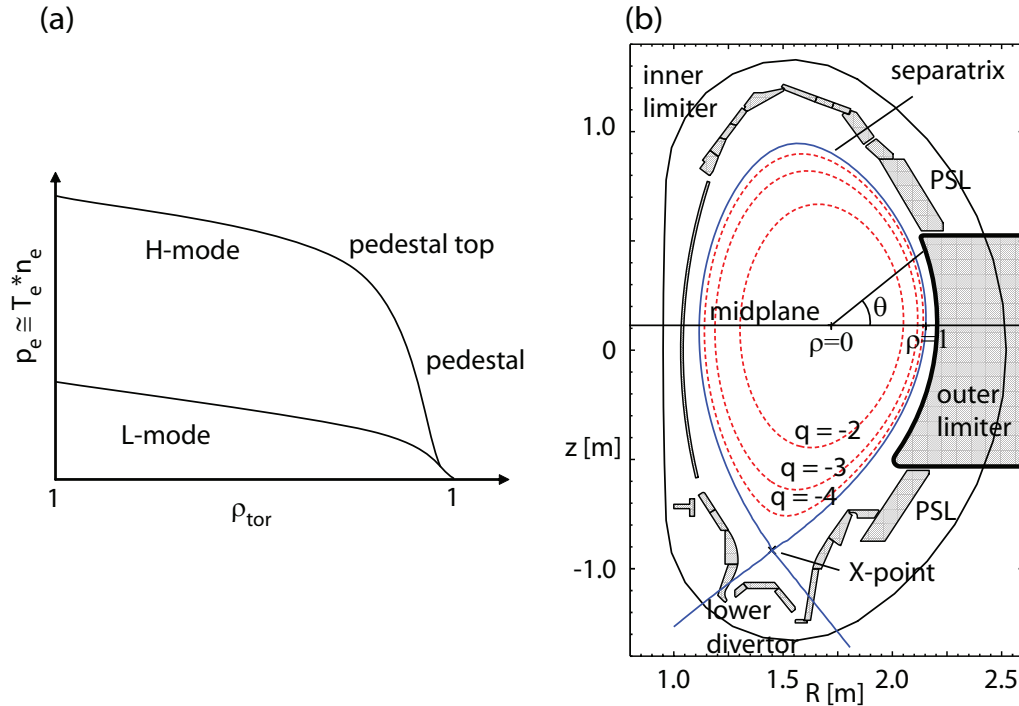 (a)
p_e ≅ T_e*n_e
H-mode
pedestal top
pedestal
L-mode
1
1
ρ_tor
(b)
inner
limiter
separatrix
PSL
1.0
midplane
θ
ρ=0
ρ=1
0
outer
limiter
z [m]
q = -2
q = -3
q = -4
PSL
X-point
-1.0
lower
divertor
1.0
1.5
2.0
2.5
R [m]